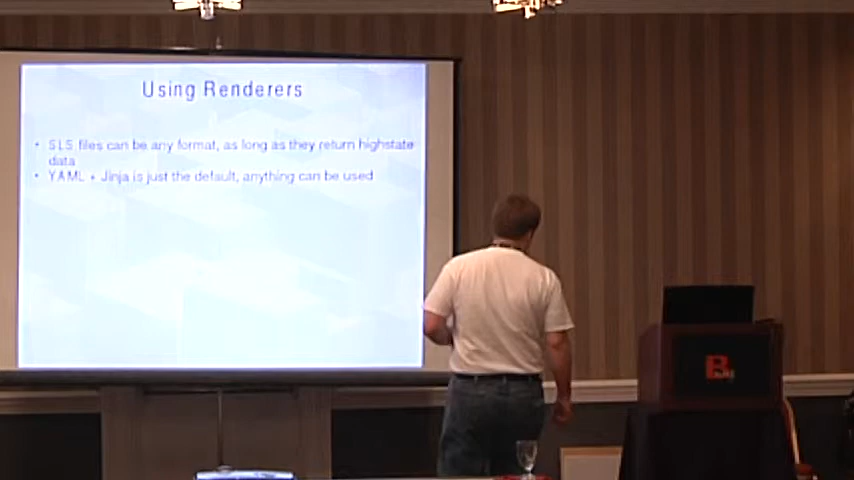 Using Renderers
• SLS files can be any format, as long as they return highstate
data
• YAML + Jinja is just the default, anything can be used